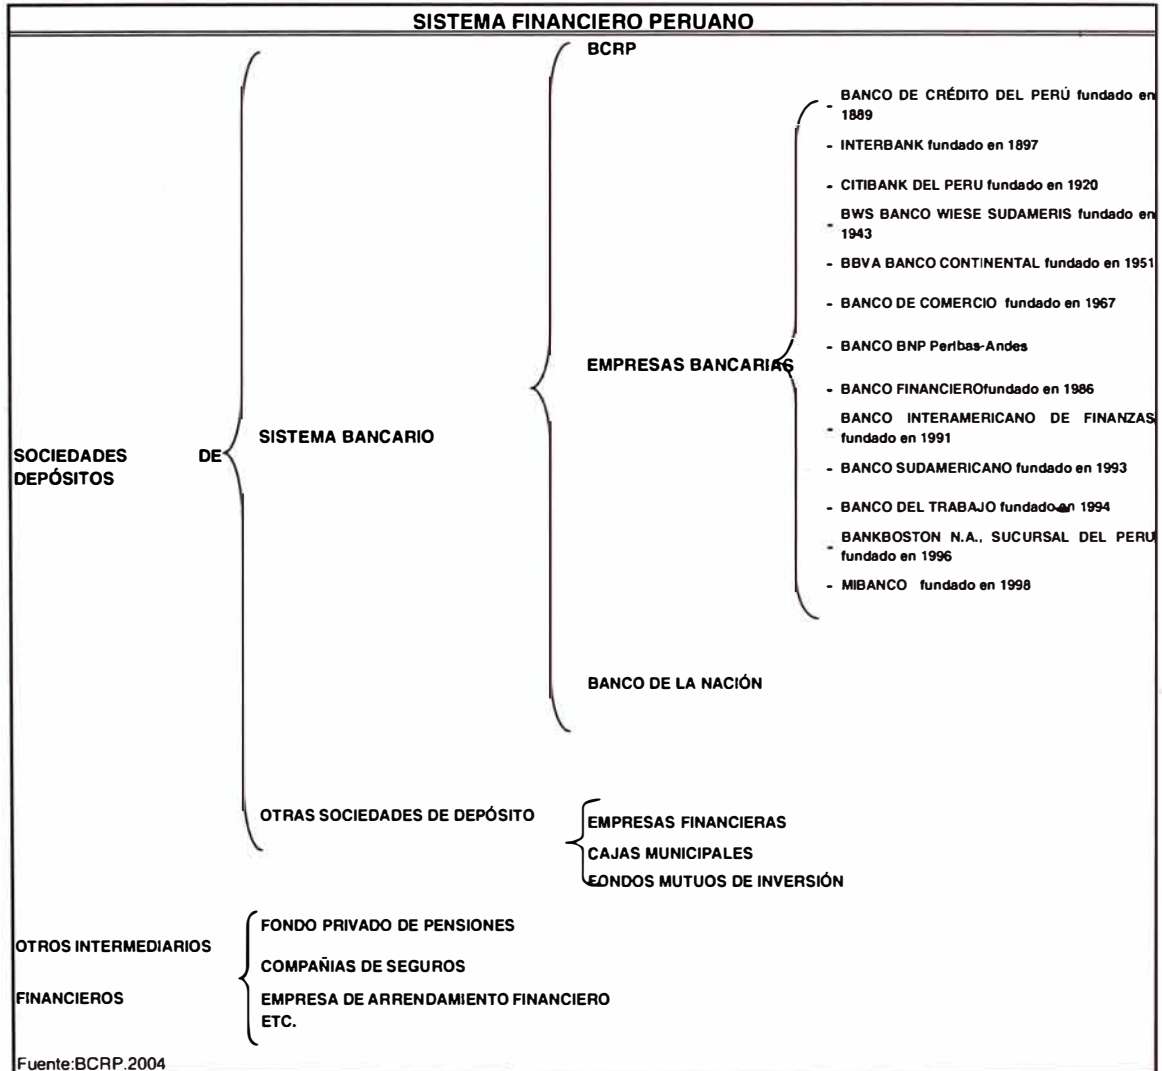 SISTEMA FINANCIERO PERUANO
BCRP
- BANCO DE CRÉDITO DEL PERÚ fundado en
1889
- INTERBANK fundado en 1897
- CITIBANK DEL PERU fundado en 1920
- BWS BANCO WIESE SUDAMERIS fundado en
1943
- BBVA BANCO CONTINENTAL fundado en 1951
- BANCO DE COMERCIO fundado en 1967
- BANCO BNP Peribas-Andes
EMPRESAS BANCARIAS
- BANCO FINANCIEROfundado en 1986
- BANCO INTERAMERICANO DE FINANZAS
fundado en 1991
- BANCO SUDAMERICANO fundado en 1993
- BANCO DEL TRABAJO fundado en 1994
- BANKBOSTON N.A., SUCURSAL DEL PERU
fundado en 1996
- MIBANCO fundado en 1998
SISTEMA BANCARIO
SOCIEDADES DE
DEPÓSITOS
BANCO DE LA NACIÓN
OTRAS SOCIEDADES DE DEPÓSITO
EMPRESAS FINANCIERAS
CAJAS MUNICIPALES
FONDOS MUTUOS DE INVERSIÓN
OTROS INTERMEDIARIOS
FINANCIEROS
FONDO PRIVADO DE PENSIONES
COMPAÑIAS DE SEGUROS
EMPRESA DE ARRENDAMIENTO FINANCIERO
ETC.
Fuente:BCRP.2004